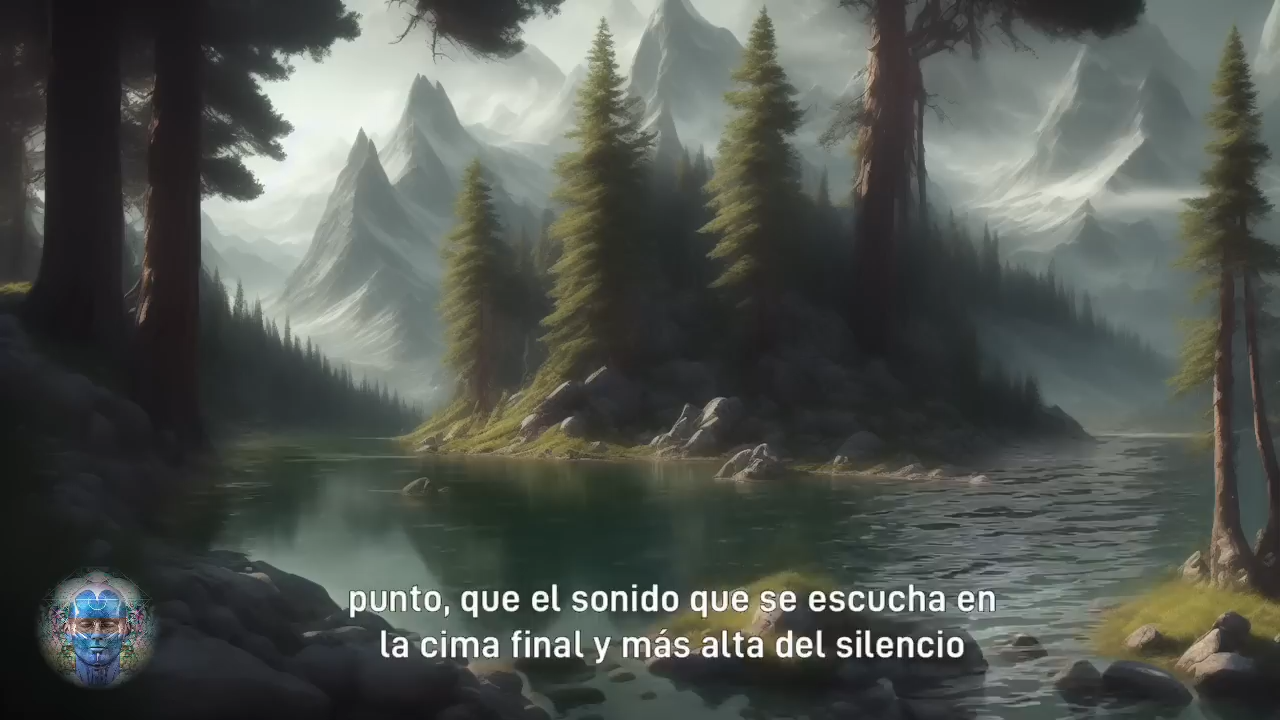 punto, que el sonido que se escucha en
la cima final y más alta del silencio